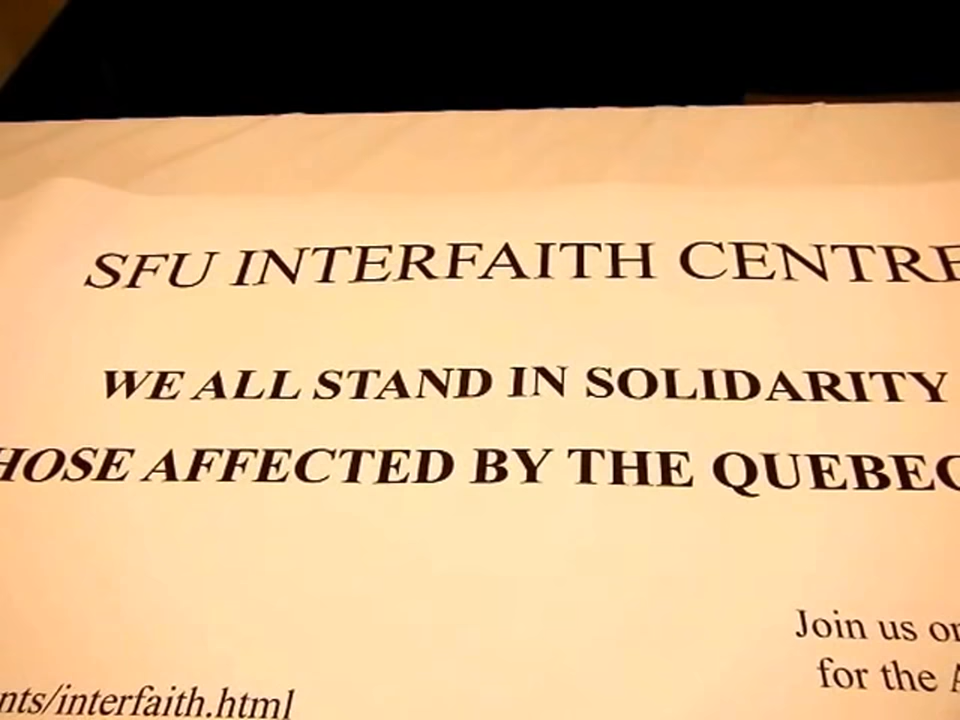 SFU INTERFAITH CENTRE
WE ALL STAND IN SOLIDARITY
HOSE AFFECTED BY THE QUEBEC
Join us
for the
nts/interfaith.html